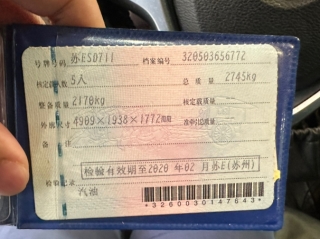 号牌号码 苏ES0711 档案编号 320503656772
核定载人数 5人 总质量 2745kg
整备质量 2170kg 核定载质量
外廓尺寸 4909×1938×1772mm 准牵引总质量
备注
检验有效期至2020年02月苏E(苏州)
检验记录
汽油
*3260030147643*